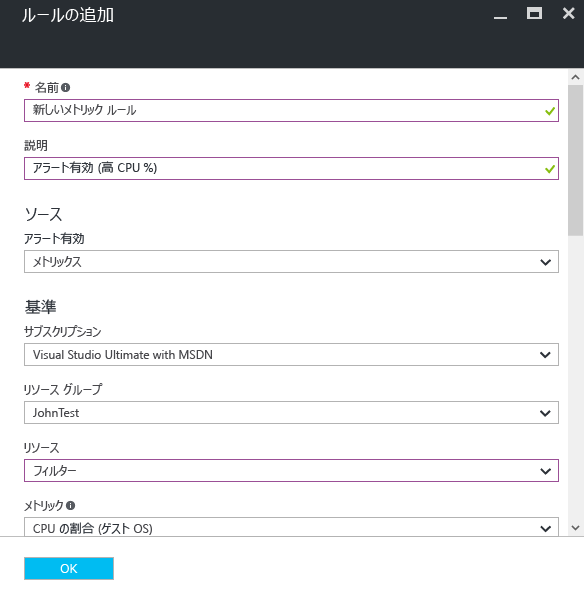 ルールの追加
* 名前
新しいメトリック ルール
説明
アラート有効 (高 CPU %)
ソース
アラート有効
メトリックス
基準
サブスクリプション
Visual Studio Ultimate with MSDN
リソース グループ
JohnTest
リソース
フィルター
メトリック
CPU の割合 (ゲスト OS)
OK